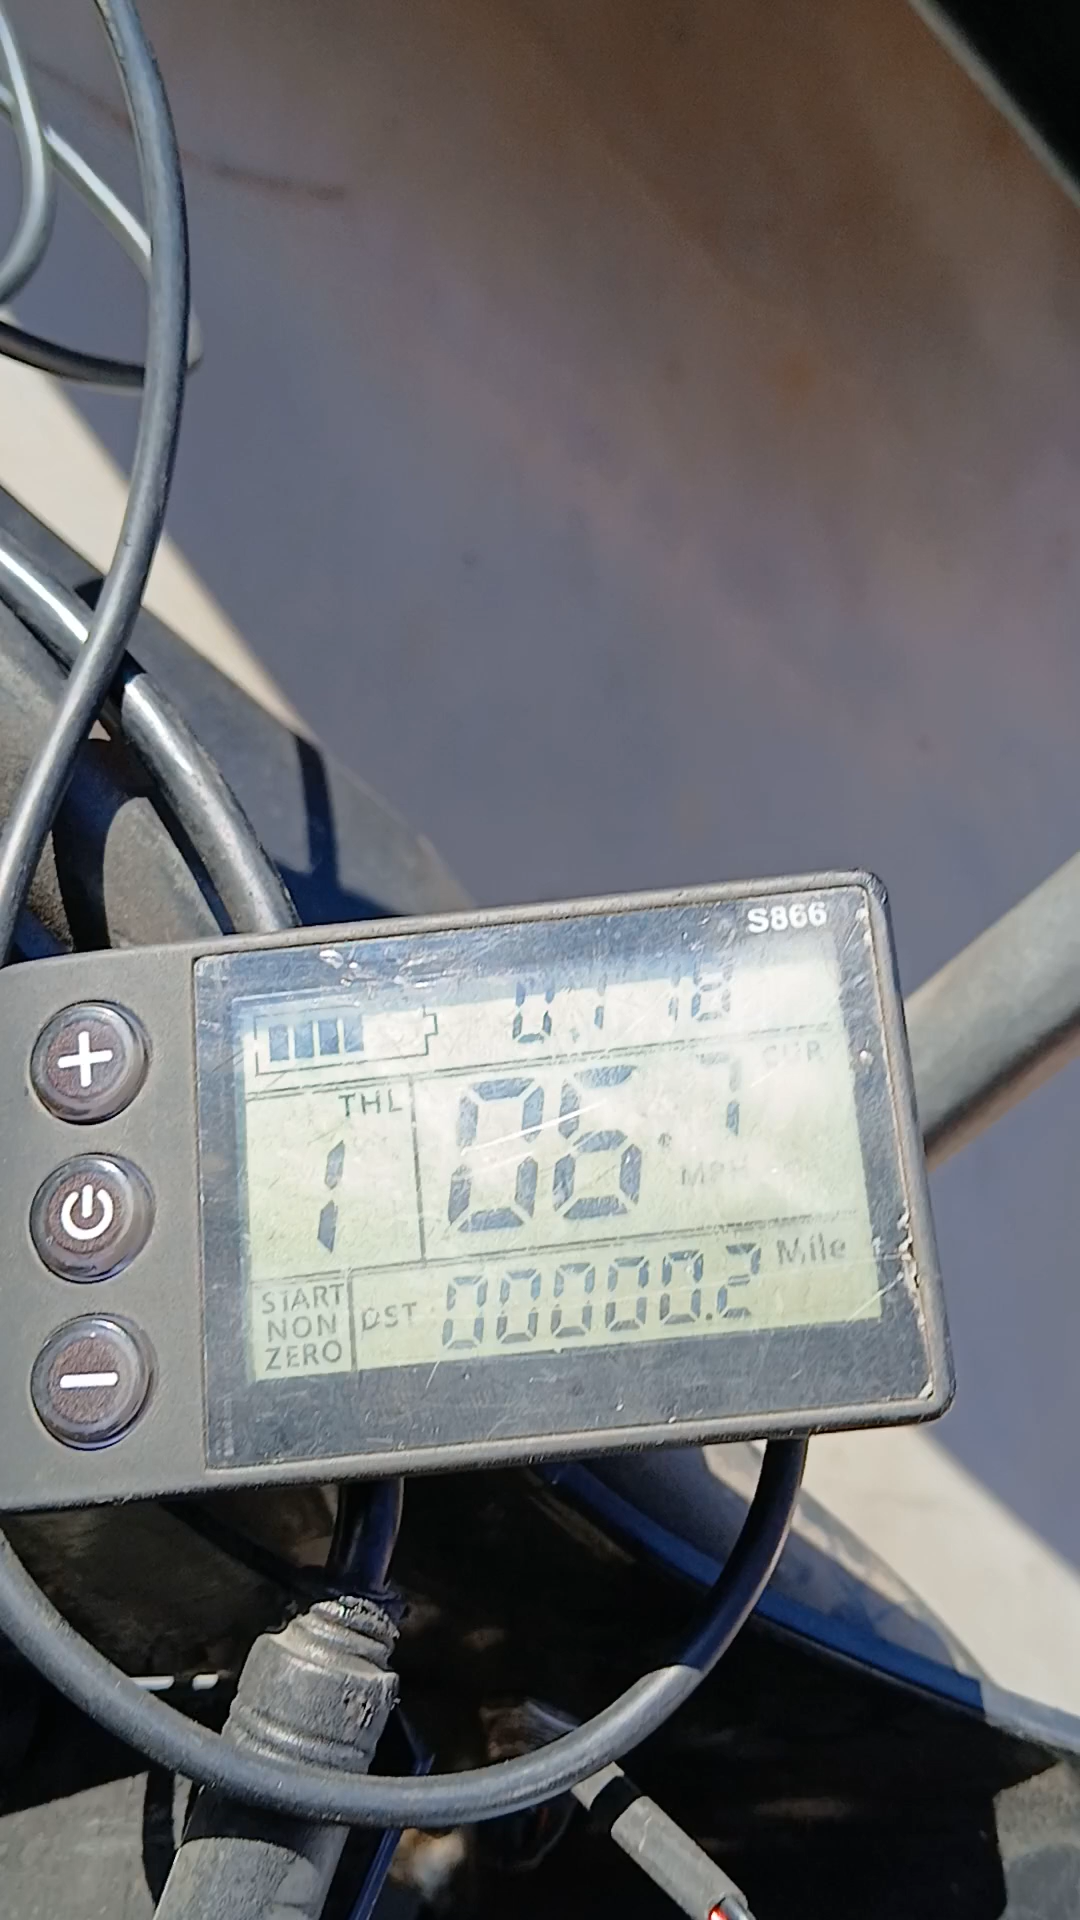 S866
THL
1
06.7
MPH
CUR
START
NON
ZERO
DST 00000.2 Mile